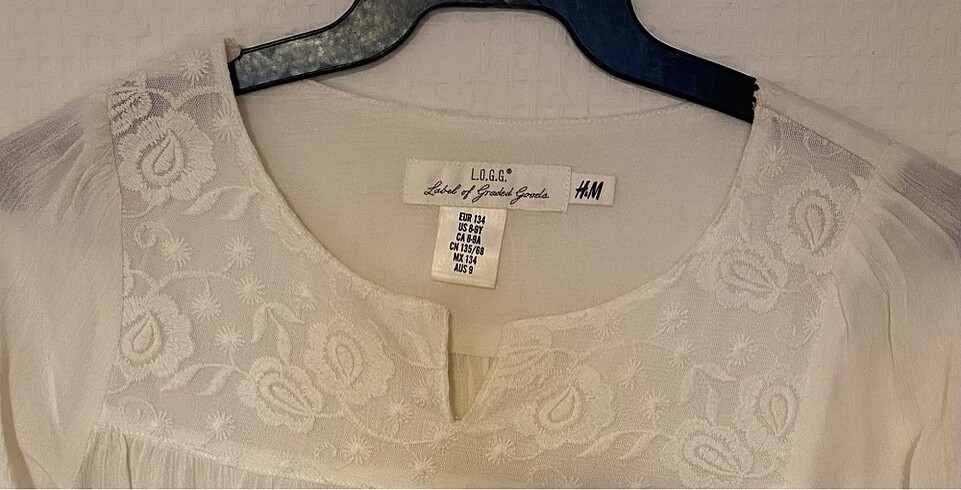 L.O.G.G.®
Label of Graded Goods
H&M
EUR 134
US 8-9Y
CA 8-9A
CN 135/68
MX 134
AUS 9